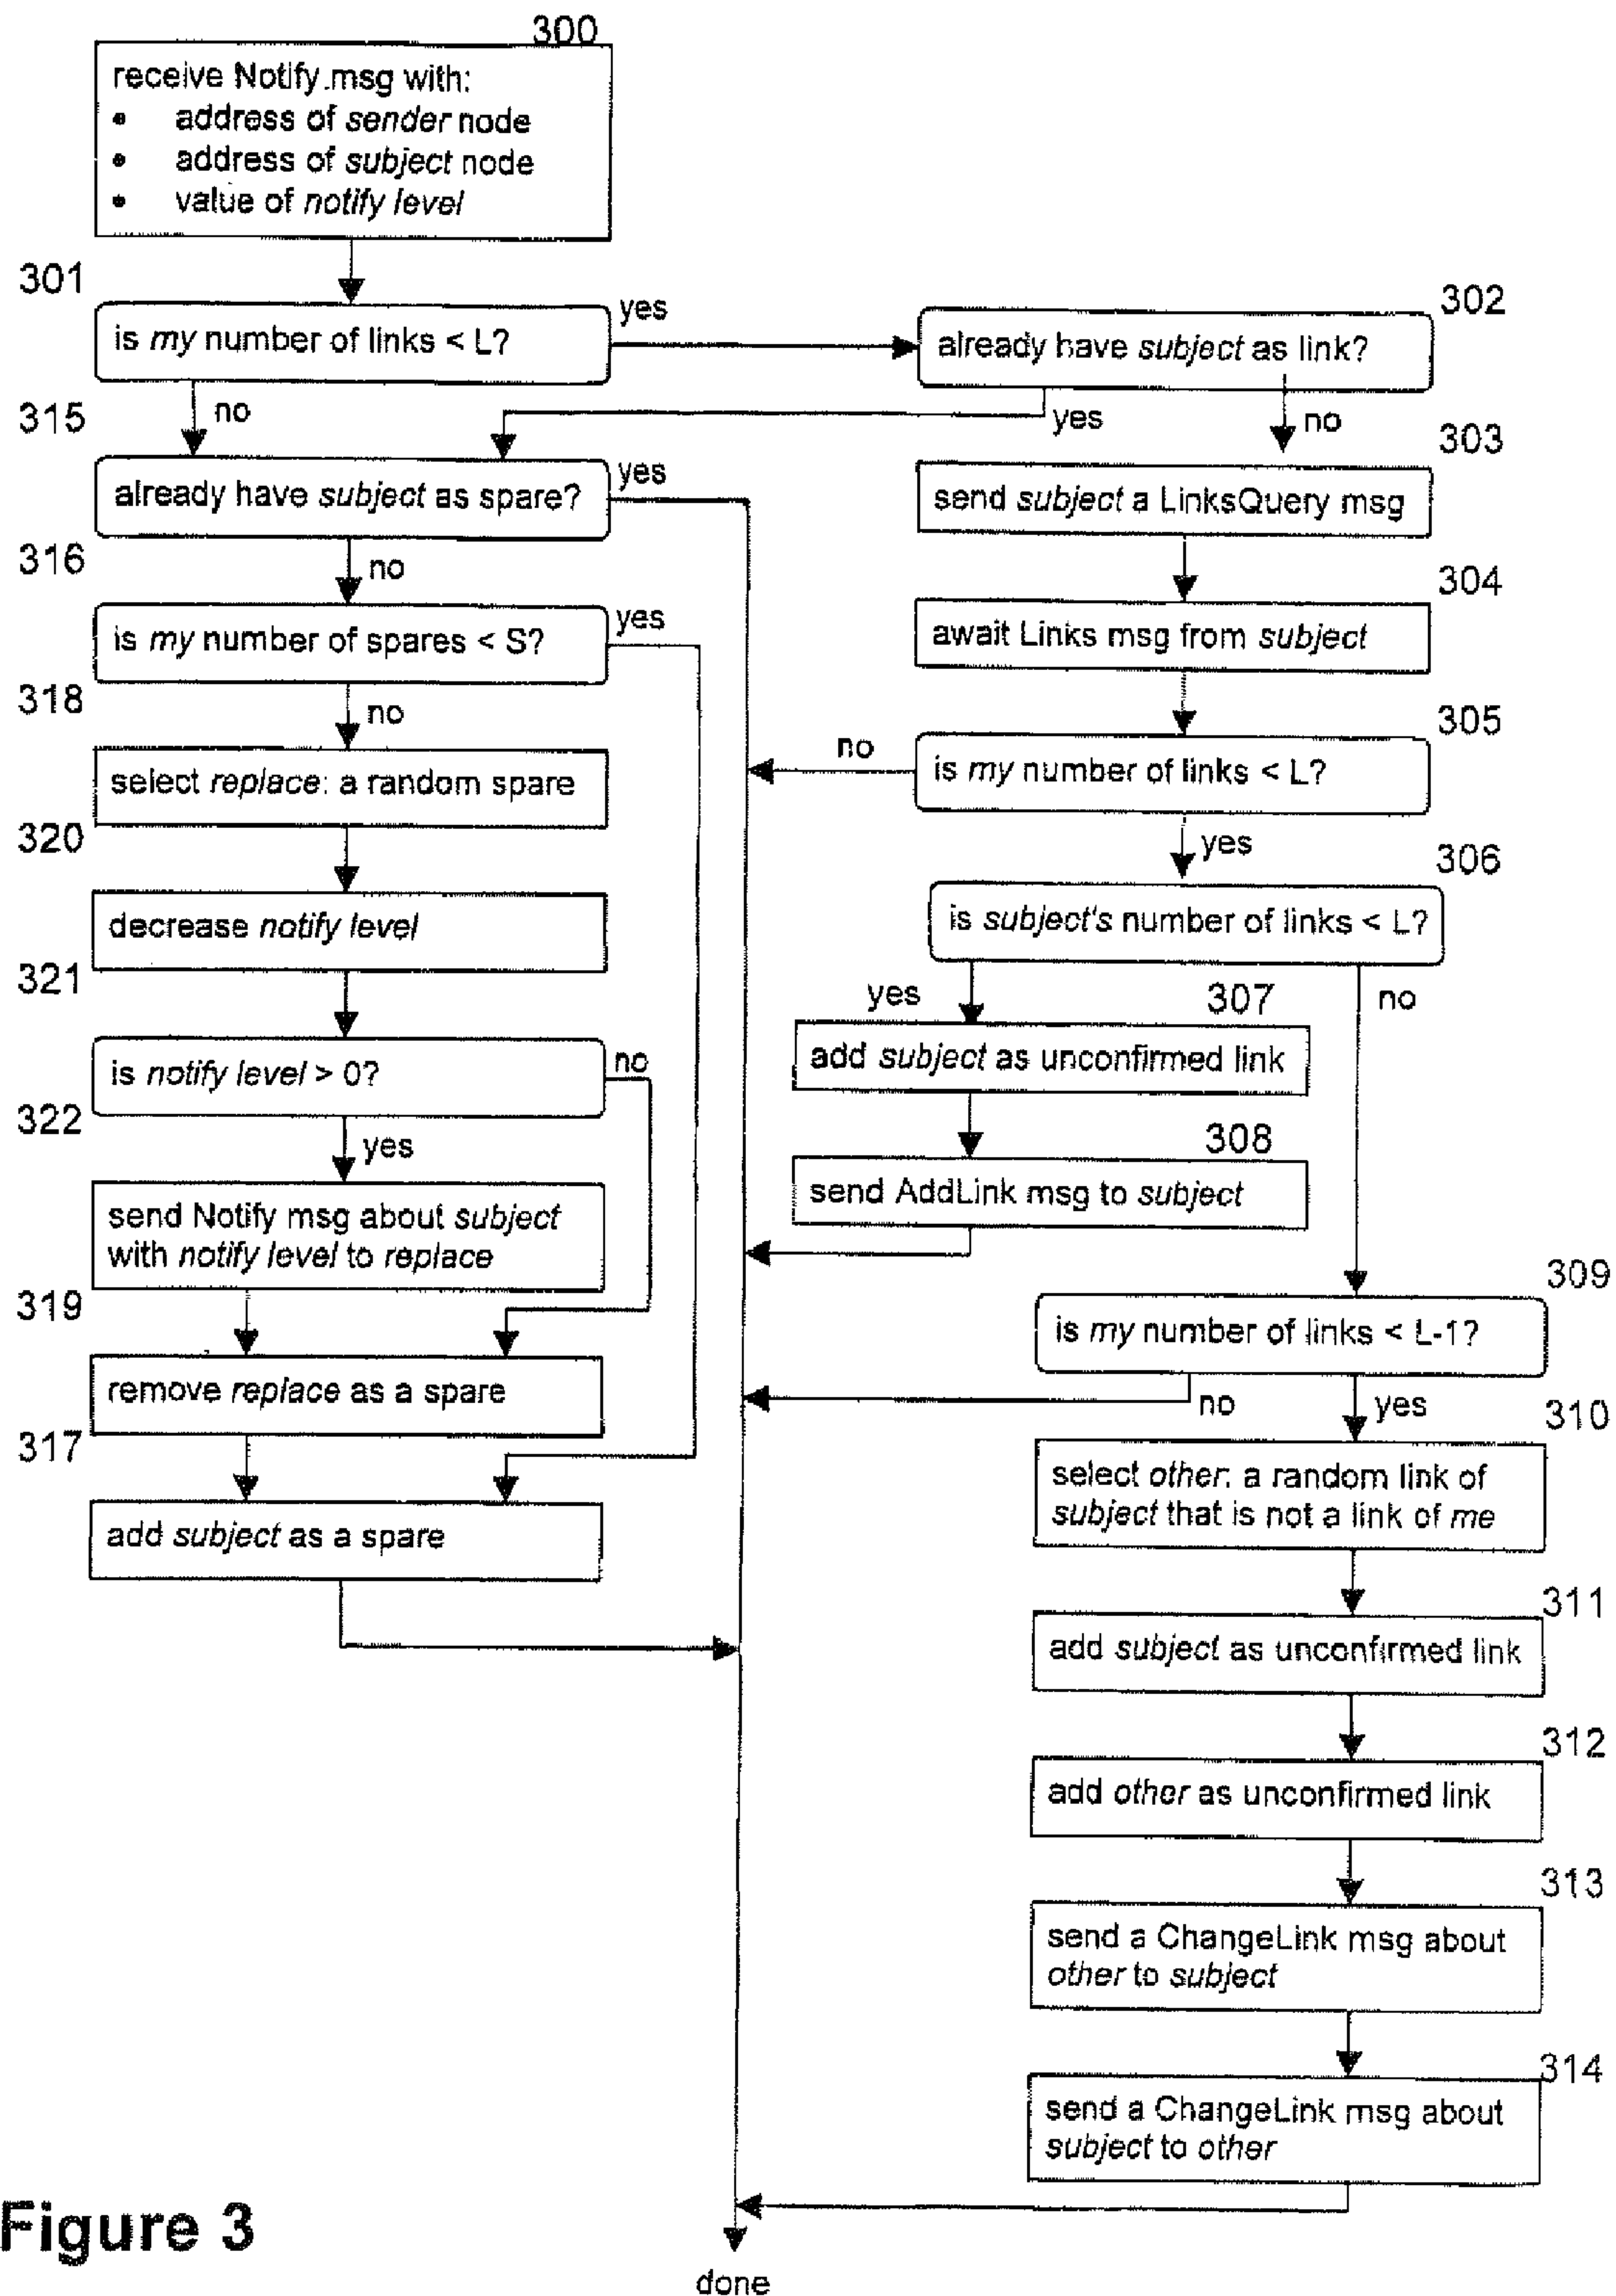 300
receive Notify.msg with:
• address of sender node
• address of subject node
• value of notify level
301
is my number of links < L?
yes
no
302
already have subject as link?
yes
no
315
already have subject as spare?
yes
no
303
send subject a LinksQuery msg
316
is my number of spares < S?
yes
no
304
await Links msg from subject
318
select replace: a random spare
305
is my number of links < L?
no
yes
320
decrease notify level
306
is subject's number of links < L?
yes
no
321
is notify level > 0?
no
yes
307
add subject as unconfirmed link
322
send Notify msg about subject
with notify level to replace
308
send AddLink msg to subject
319
remove replace as a spare
309
is my number of links < L-1?
no
yes
317
add subject as a spare
310
select other: a random link of
subject that is not a link of me
311
add subject as unconfirmed link
312
add other as unconfirmed link
313
send a ChangeLink msg about
other to subject
314
send a ChangeLink msg about
subject to other
Figure 3
done